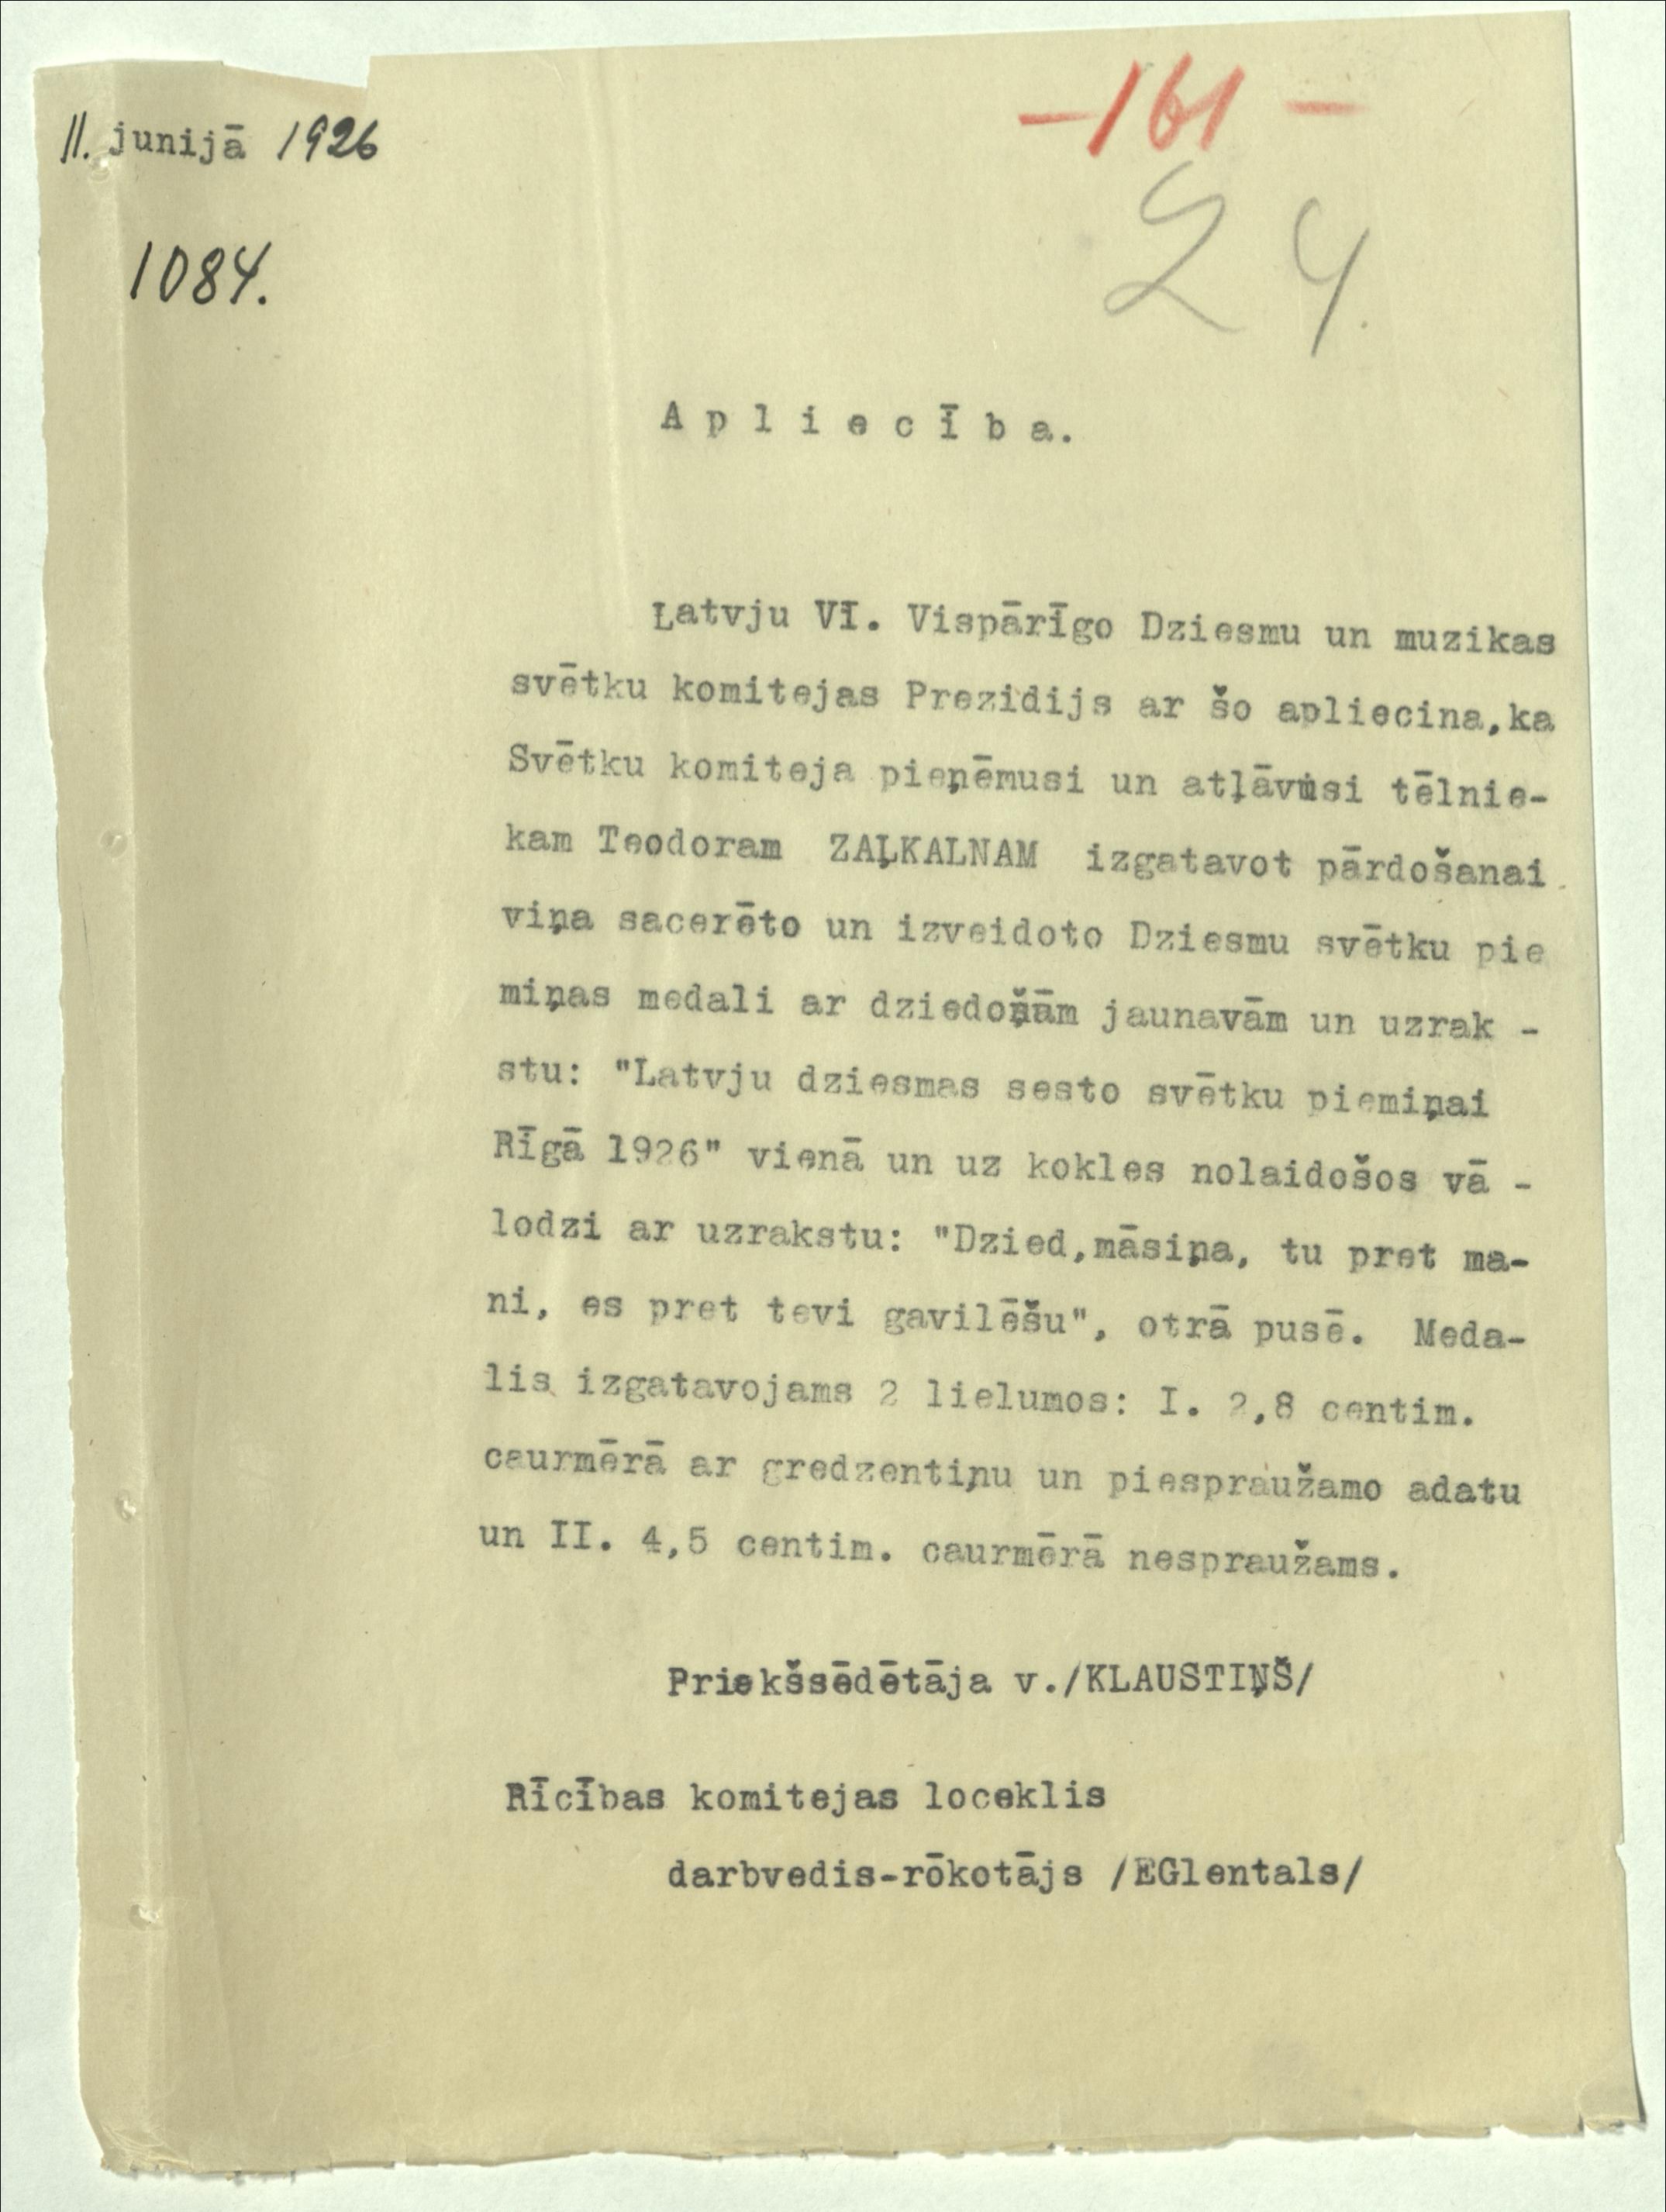 -161-
11. junijā 1926
24.
1084.
Apliecība.
Latvju VI. Vispārīgo Dziesmu un muzikas
svētku komitejas Prezidijs ar šo apliecina,ka
Svētku komiteja pieņēmusi un atļāvusi tēlnie-
kam Teodoram ZAĻKALNAM izgatavot pārdošanai
viņa sacerēto un izveidoto Dziesmu svētku pie
miņas medali ar dziedošām jaunavām un uzrak -
stu: "Latvju dziesmas sesto svētku piemiņai
Rīgā 1926" vienā un uz kokles nolaidošos vā -
lodzi ar uzrakstu: "Dzied,māsiņa, tu pret ma-
ni, es pret tevi gavilēšu", otrā pusē. Meda-
lis izgatavojams 2 lielumos: I. 2,8 centim.
caurmērā ar gredzentiņu un piespraužamo adatu
un II. 4,5 centim. caurmērā nespraužams.
Priekšsēdētāja v./KLAUSTIŅŠ/
Rīcības komitejas loceklis
darbvedis-rōkotājs /EGlentals/